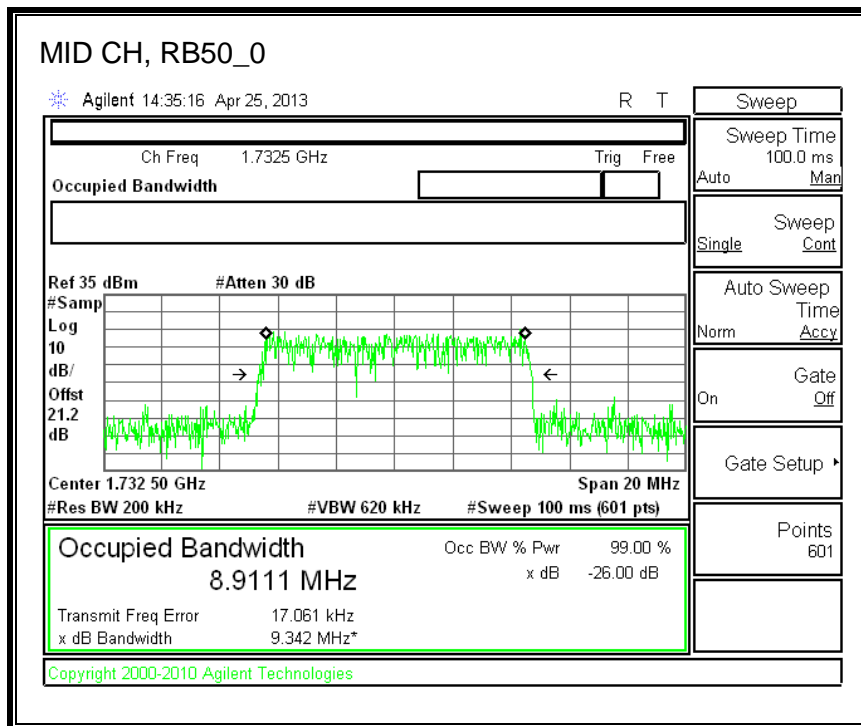 MID CH, RB50_0
Agilent 14:35:16 Apr 25, 2013 R T
Ch Freq 1.7325 GHz Trig Free
Occupied Bandwidth
Ref 35 dBm #Atten 30 dB
#Samp
Log
10
dB/
Offst
21.2
dB
Center 1.732 50 GHz Span 20 MHz
#Res BW 200 kHz #VBW 620 kHz #Sweep 100 ms (601 pts)
Occupied Bandwidth
8.9111 MHz
Occ BW % Pwr 99.00 %
x dB -26.00 dB
Transmit Freq Error 17.061 kHz
x dB Bandwidth 9.342 MHz*
Copyright 2000-2010 Agilent Technologies
Sweep
Sweep Time
100.0 ms
Auto Man
Sweep
Single Cont
Auto Sweep
Time
Norm Accy
Gate
On Off
Gate Setup
Points
601